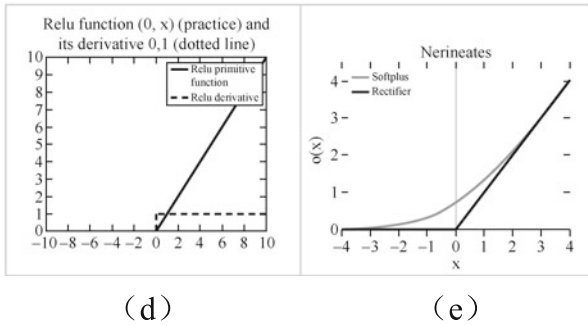 Relu function (0, x) (practice) and
its derivative 0,1 (dotted line)
10
9
8
7
6
5
4
3
2
1
0
Relu primitive
function
Relu derivative
−10 −8 −6 −4 −2 0 2 4 6 8 10
(d)
Nerineates
Softplus
Rectifier
4
3
2
1
0
o(x)
−4 −3 −2 −1 0 1 2 3 4
x
(e)